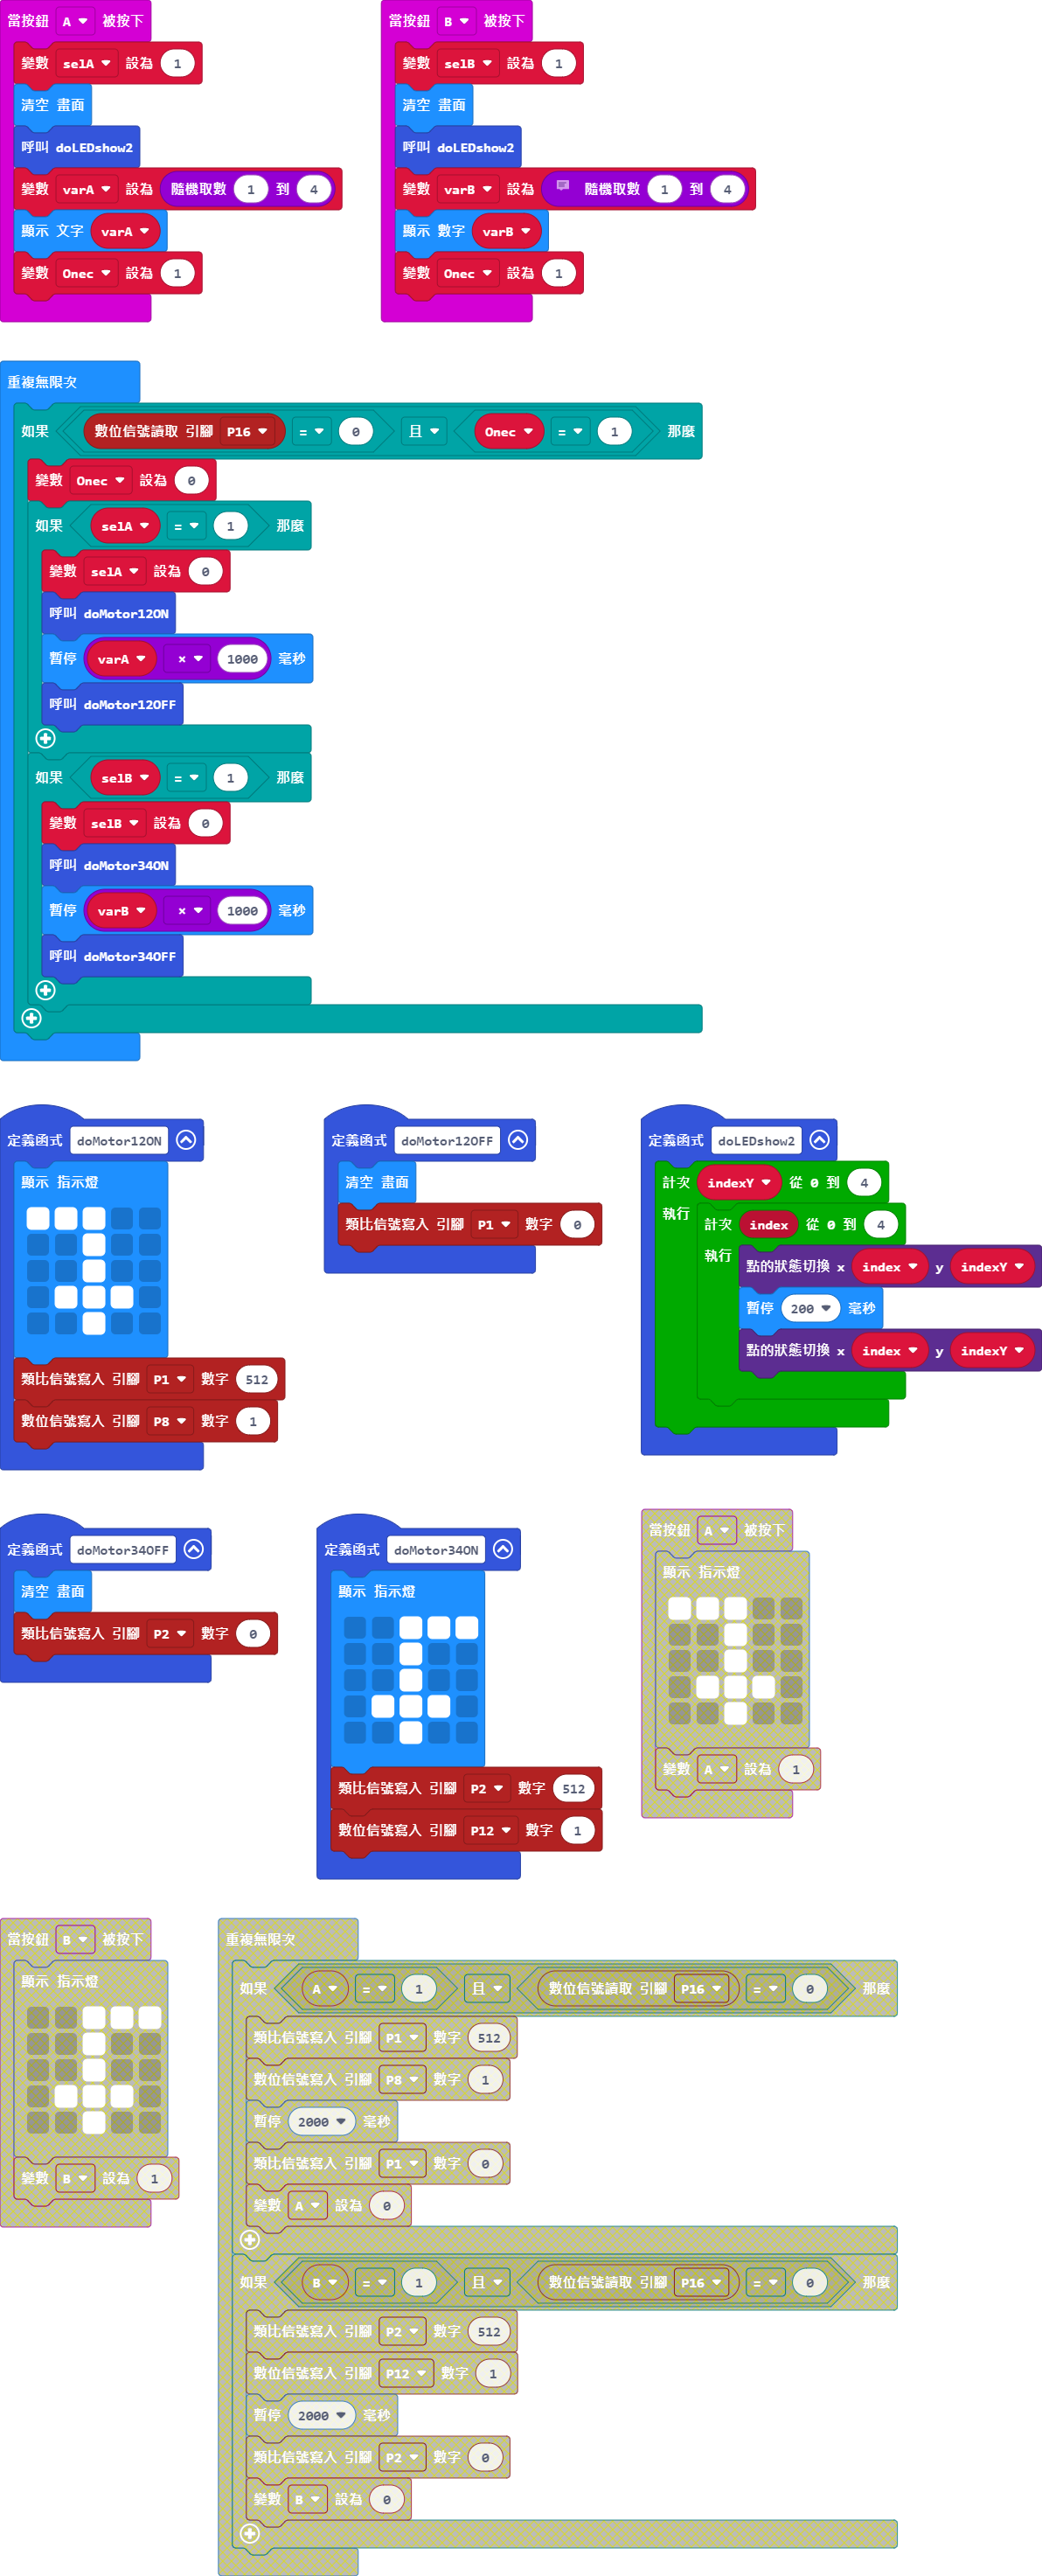 當按鈕 A 被按下
變數 selA 設為 1
清空 畫面
呼叫 doLEDshow2
變數 varA 設為 隨機取數 1 到 4
顯示 文字 varA
變數 Onec 設為 1
當按鈕 B 被按下
變數 selB 設為 1
清空 畫面
呼叫 doLEDshow2
變數 varB 設為 隨機取數 1 到 4
顯示 數字 varB
變數 Onec 設為 1
重複無限次
如果 數位信號讀取 引腳 P16 = 0 且 Onec = 1 那麼
變數 Onec 設為 0
如果 selA = 1 那麼
變數 selA 設為 0
呼叫 doMotor12ON
暫停 varA × 1000 毫秒
呼叫 doMotor12OFF
如果 selB = 1 那麼
變數 selB 設為 0
呼叫 doMotor34ON
暫停 varB × 1000 毫秒
呼叫 doMotor34OFF
定義函式 doMotor12ON
顯示 指示燈
類比信號寫入 引腳 P1 數字 512
數位信號寫入 引腳 P8 數字 1
定義函式 doMotor12OFF
清空 畫面
類比信號寫入 引腳 P1 數字 0
定義函式 doLEDshow2
計次 indexY 從 0 到 4
執行 計次 index 從 0 到 4
執行 點的狀態切換 x index y indexY
暫停 200 毫秒
點的狀態切換 x index y indexY
定義函式 doMotor34OFF
清空 畫面
類比信號寫入 引腳 P2 數字 0
定義函式 doMotor34ON
顯示 指示燈
類比信號寫入 引腳 P2 數字 512
數位信號寫入 引腳 P12 數字 1
當按鈕 A 被按下
顯示 指示燈
變數 A 設為 1
當按鈕 B 被按下
顯示 指示燈
變數 B 設為 1
重複無限次
如果 A = 1 且 數位信號讀取 引腳 P16 = 0 那麼
類比信號寫入 引腳 P1 數字 512
數位信號寫入 引腳 P8 數字 1
暫停 2000 毫秒
類比信號寫入 引腳 P1 數字 0
變數 A 設為 0
如果 B = 1 且 數位信號讀取 引腳 P16 = 0 那麼
類比信號寫入 引腳 P2 數字 512
數位信號寫入 引腳 P12 數字 1
暫停 2000 毫秒
類比信號寫入 引腳 P2 數字 0
變數 B 設為 0